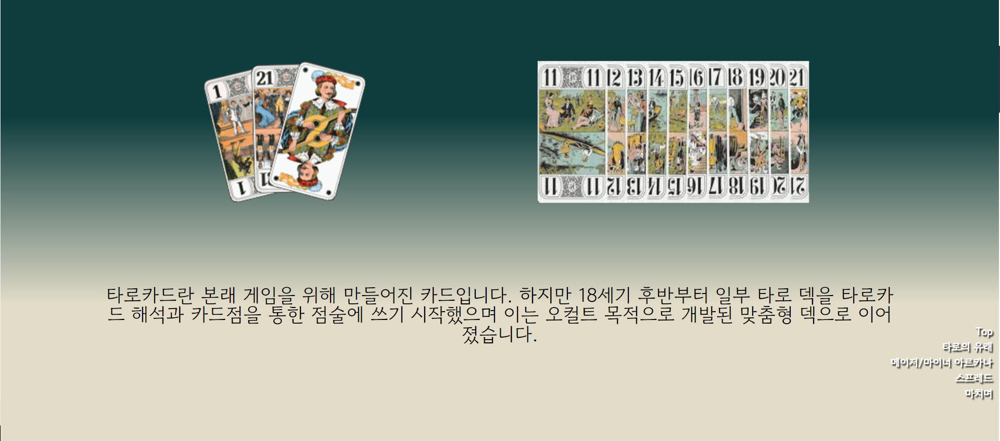 1
21
1
11 11 12 13 14 15 16 17 18 19 20 21
11 11 12 13 14 15 16 17 18 19 20 21
타로카드란 본래 게임을 위해 만들어진 카드입니다. 하지만 18세기 후반부터 일부 타로 덱을 타로카
드 해석과 카드점을 통한 점술에 쓰기 시작했으며 이는 오컬트 목적으로 개발된 맞춤형 덱으로 이어
졌습니다.
Top
타로의 유래
메이저/마이너 아르카나
스프레드
마치며